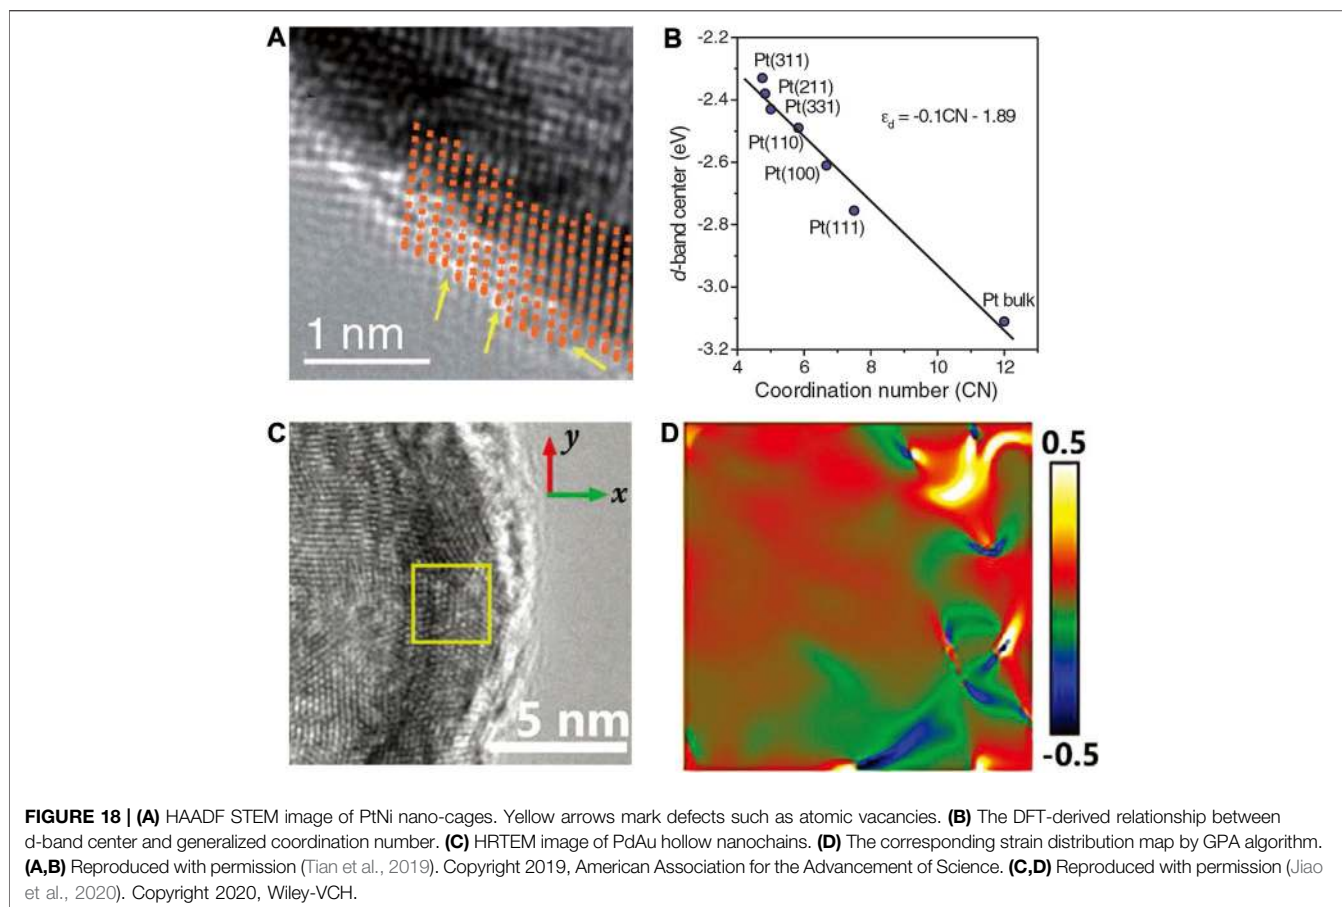 A
1 nm
B
-2.2
-2.4
-2.6
-2.8
-3.0
-3.2
d-band center (eV)
Pt(311)
Pt(211)
Pt(331)
Pt(110)
Pt(100)
Pt(111)
Pt bulk
εd = -0.1CN - 1.89
4 6 8 10 12
Coordination number (CN)
C
y
x
5 nm
D
0.5
-0.5
FIGURE 18 | (A) HAADF STEM image of PtNi nano-cages. Yellow arrows mark defects such as atomic vacancies. (B) The DFT-derived relationship between
d-band center and generalized coordination number. (C) HRTEM image of PdAu hollow nanochains. (D) The corresponding strain distribution map by GPA algorithm.
(A,B) Reproduced with permission (Tian et al., 2019). Copyright 2019, American Association for the Advancement of Science. (C,D) Reproduced with permission (Jiao
et al., 2020). Copyright 2020, Wiley-VCH.